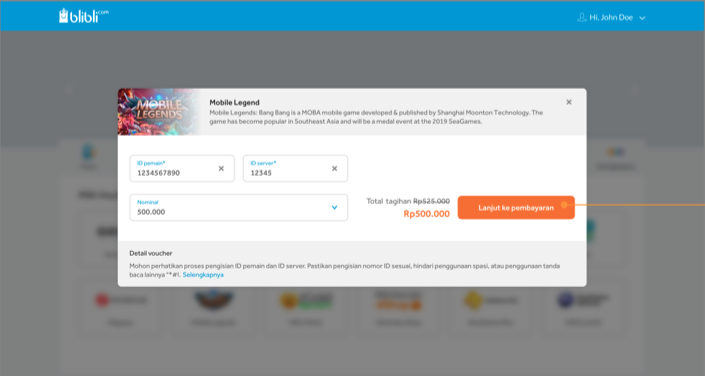 blibli.com
Hi, John Doe
MOBILE
LEGENDS
Mobile Legend
Mobile Legends: Bang Bang is a MOBA mobile game developed & published by Shanghai Moonton Technology. The
game has become popular in Southeast Asia and will be a medal event at the 2019 SeaGames.
ID pemain*
1234567890
ID server*
12345
Nominal
500.000
Total tagihan Rp525.000
Rp500.000
Lanjut ke pembayaran
Detail voucher
Mohon perhatikan proses pengisian ID pemain dan ID server. Pastikan pengisian nomor ID sesuai, hindari penggunaan spasi, atau penggunaan tanda
baca lainnya "*#!. Selengkapnya